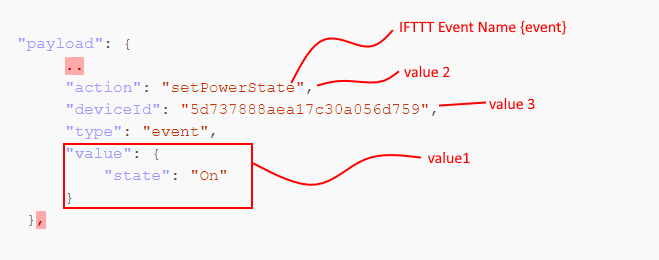 IFTTT Event Name {event}
"payload": {
..
"action": "setPowerState", value 2
"deviceId": "5d737888aea17c30a056d759", value 3
"type": "event",
"value": { value1
"state": "On"
}
},